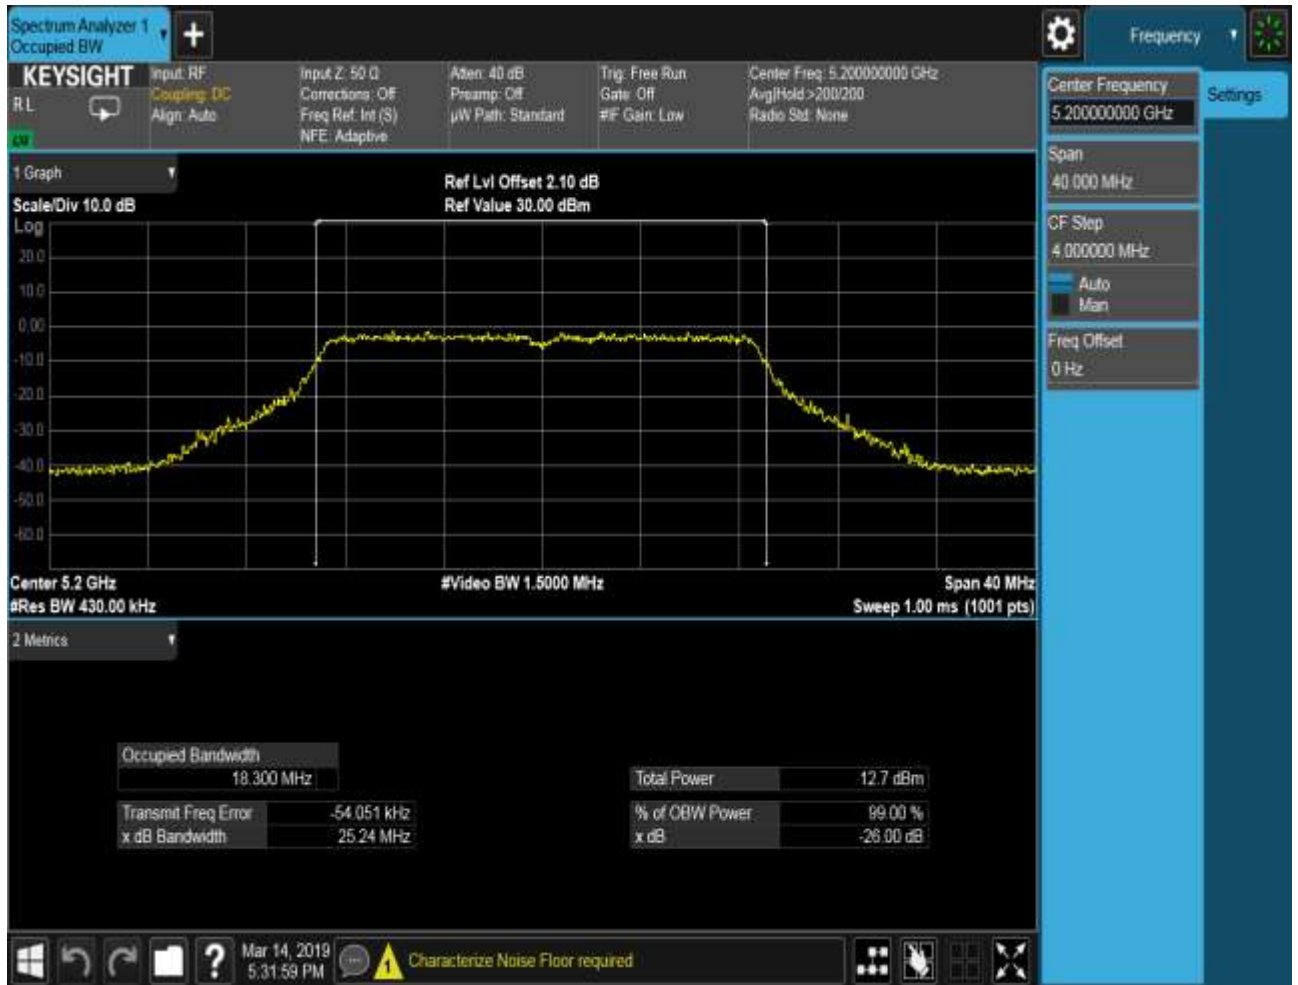 Spectrum Analyzer 1
Occupied BW
Frequency
KEYSIGHT
R L
Input: RF
Coupling: DC
Align: Auto
Input Z: 50 Ω
Corrections: Off
Freq Ref: Int (S)
NFE: Adaptive
Atten: 40 dB
Preamp: Off
µW Path: Standard
Trig: Free Run
Gate: Off
#IF Gain: Low
Center Freq: 5.200000000 GHz
Avg|Hold:>200/200
Radio Std: None
Center Frequency
5.200000000 GHz
Settings
Span
40.000 MHz
CF Step
4.000000 MHz
Auto
Man
Freq Offset
0 Hz
1 Graph
Scale/Div 10.0 dB
Ref Lvl Offset 2.10 dB
Ref Value 30.00 dBm
Log
20.0
10.0
0.00
-10.0
-20.0
-30.0
-40.0
-50.0
-60.0
Center 5.2 GHz
#Video BW 1.5000 MHz
Span 40 MHz
#Res BW 430.00 kHz
Sweep 1.00 ms (1001 pts)
2 Metrics
Occupied Bandwidth
18.300 MHz
Total Power 12.7 dBm
Transmit Freq Error -54.051 kHz
% of OBW Power 99.00 %
x dB Bandwidth 25.24 MHz
x dB -26.00 dB
?
Mar 14, 2019
5:31:59 PM
1
Characterize Noise Floor required